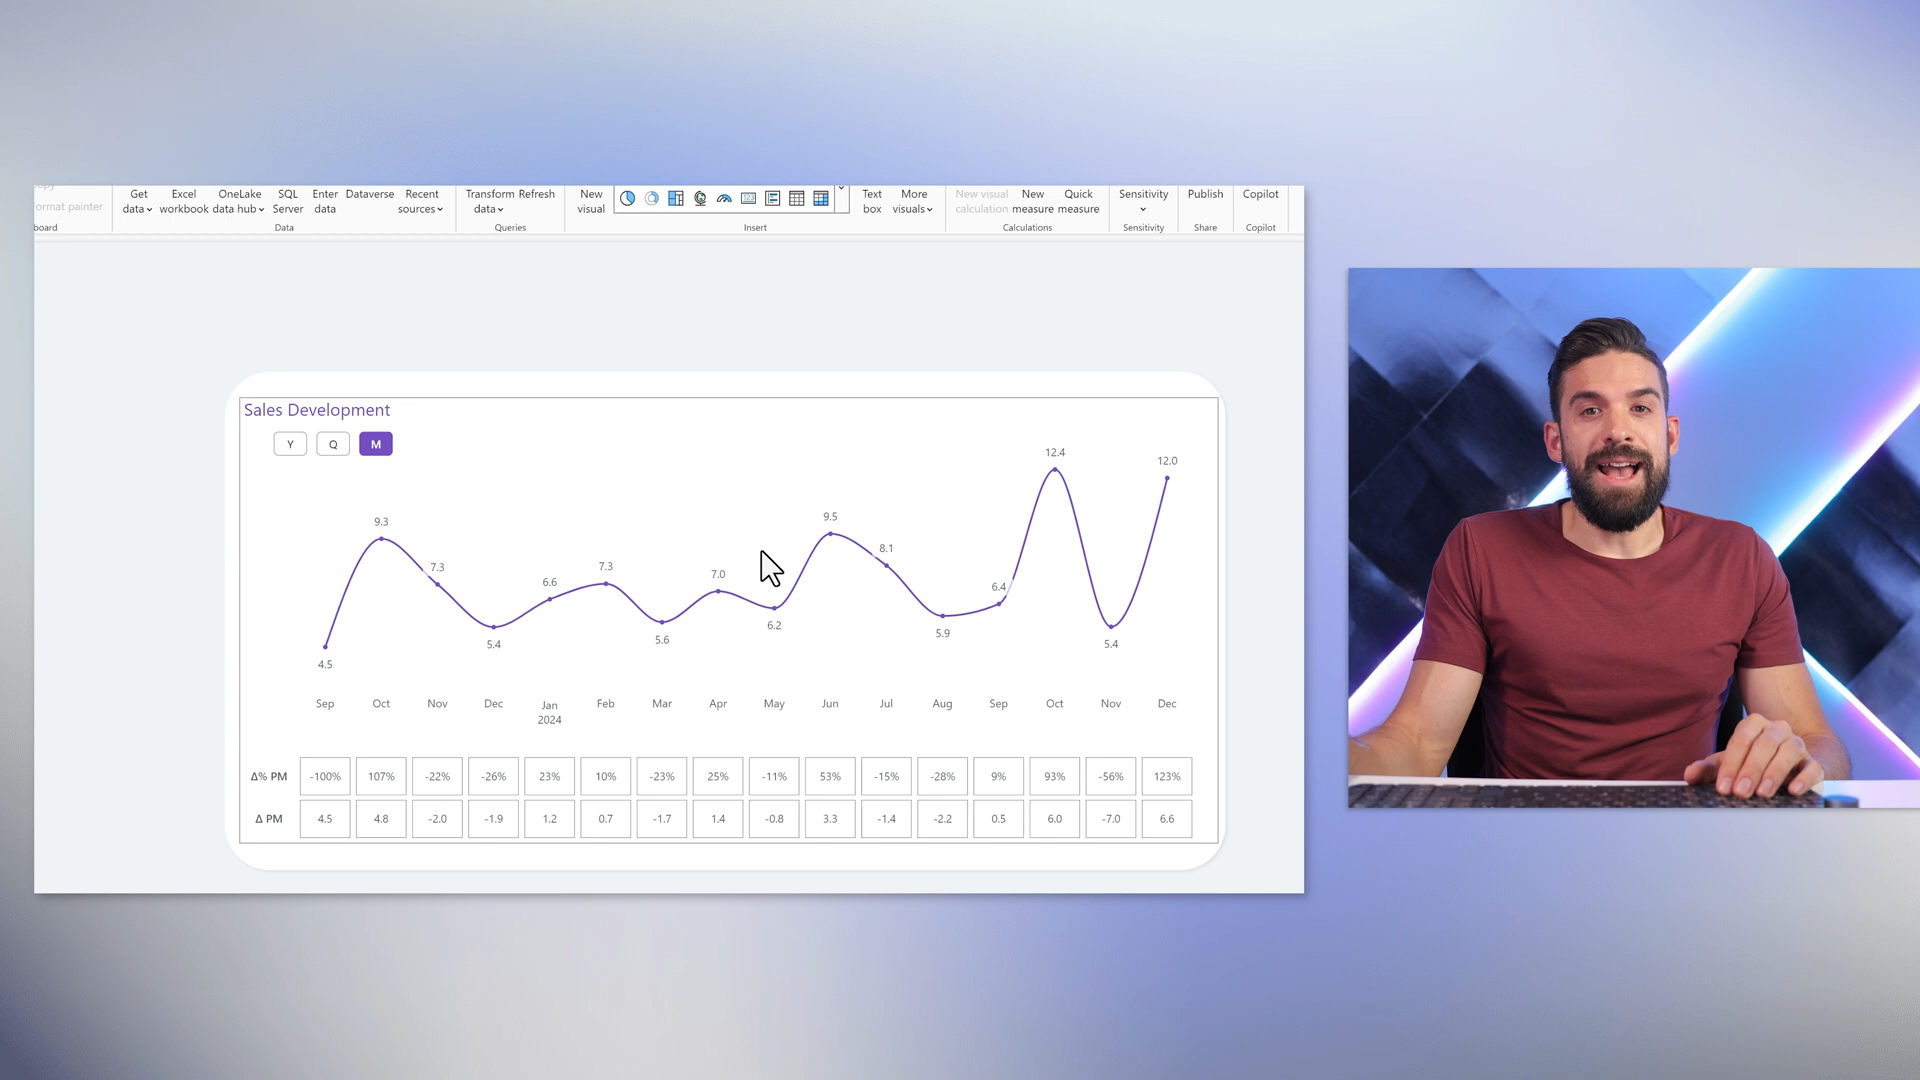 Copy
ormat painter
board
Get data
Excel workbook
OneLake data hub
SQL Server
Enter data
Dataverse
Recent sources
Data
Transform data
Refresh
Queries
New visual
Insert
Text box
More visuals
New visual calculation
New measure
Quick measure
Calculations
Sensitivity
Sensitivity
Publish
Share
Copilot
Copilot
Sales Development
Y Q M
4.5 9.3 7.3 5.4 6.6 7.3 5.6 7.0 6.2 9.5 8.1 5.9 6.4 12.4 5.4 12.0
Sep Oct Nov Dec Jan Feb Mar Apr May Jun Jul Aug Sep Oct Nov Dec
2024
Δ% PM -100% 107% -22% -26% 23% 10% -23% 25% -11% 53% -15% -28% 9% 93% -56% 123%
Δ PM 4.5 4.8 -2.0 -1.9 1.2 0.7 -1.7 1.4 -0.8 3.3 -1.4 -2.2 0.5 6.0 -7.0 6.6